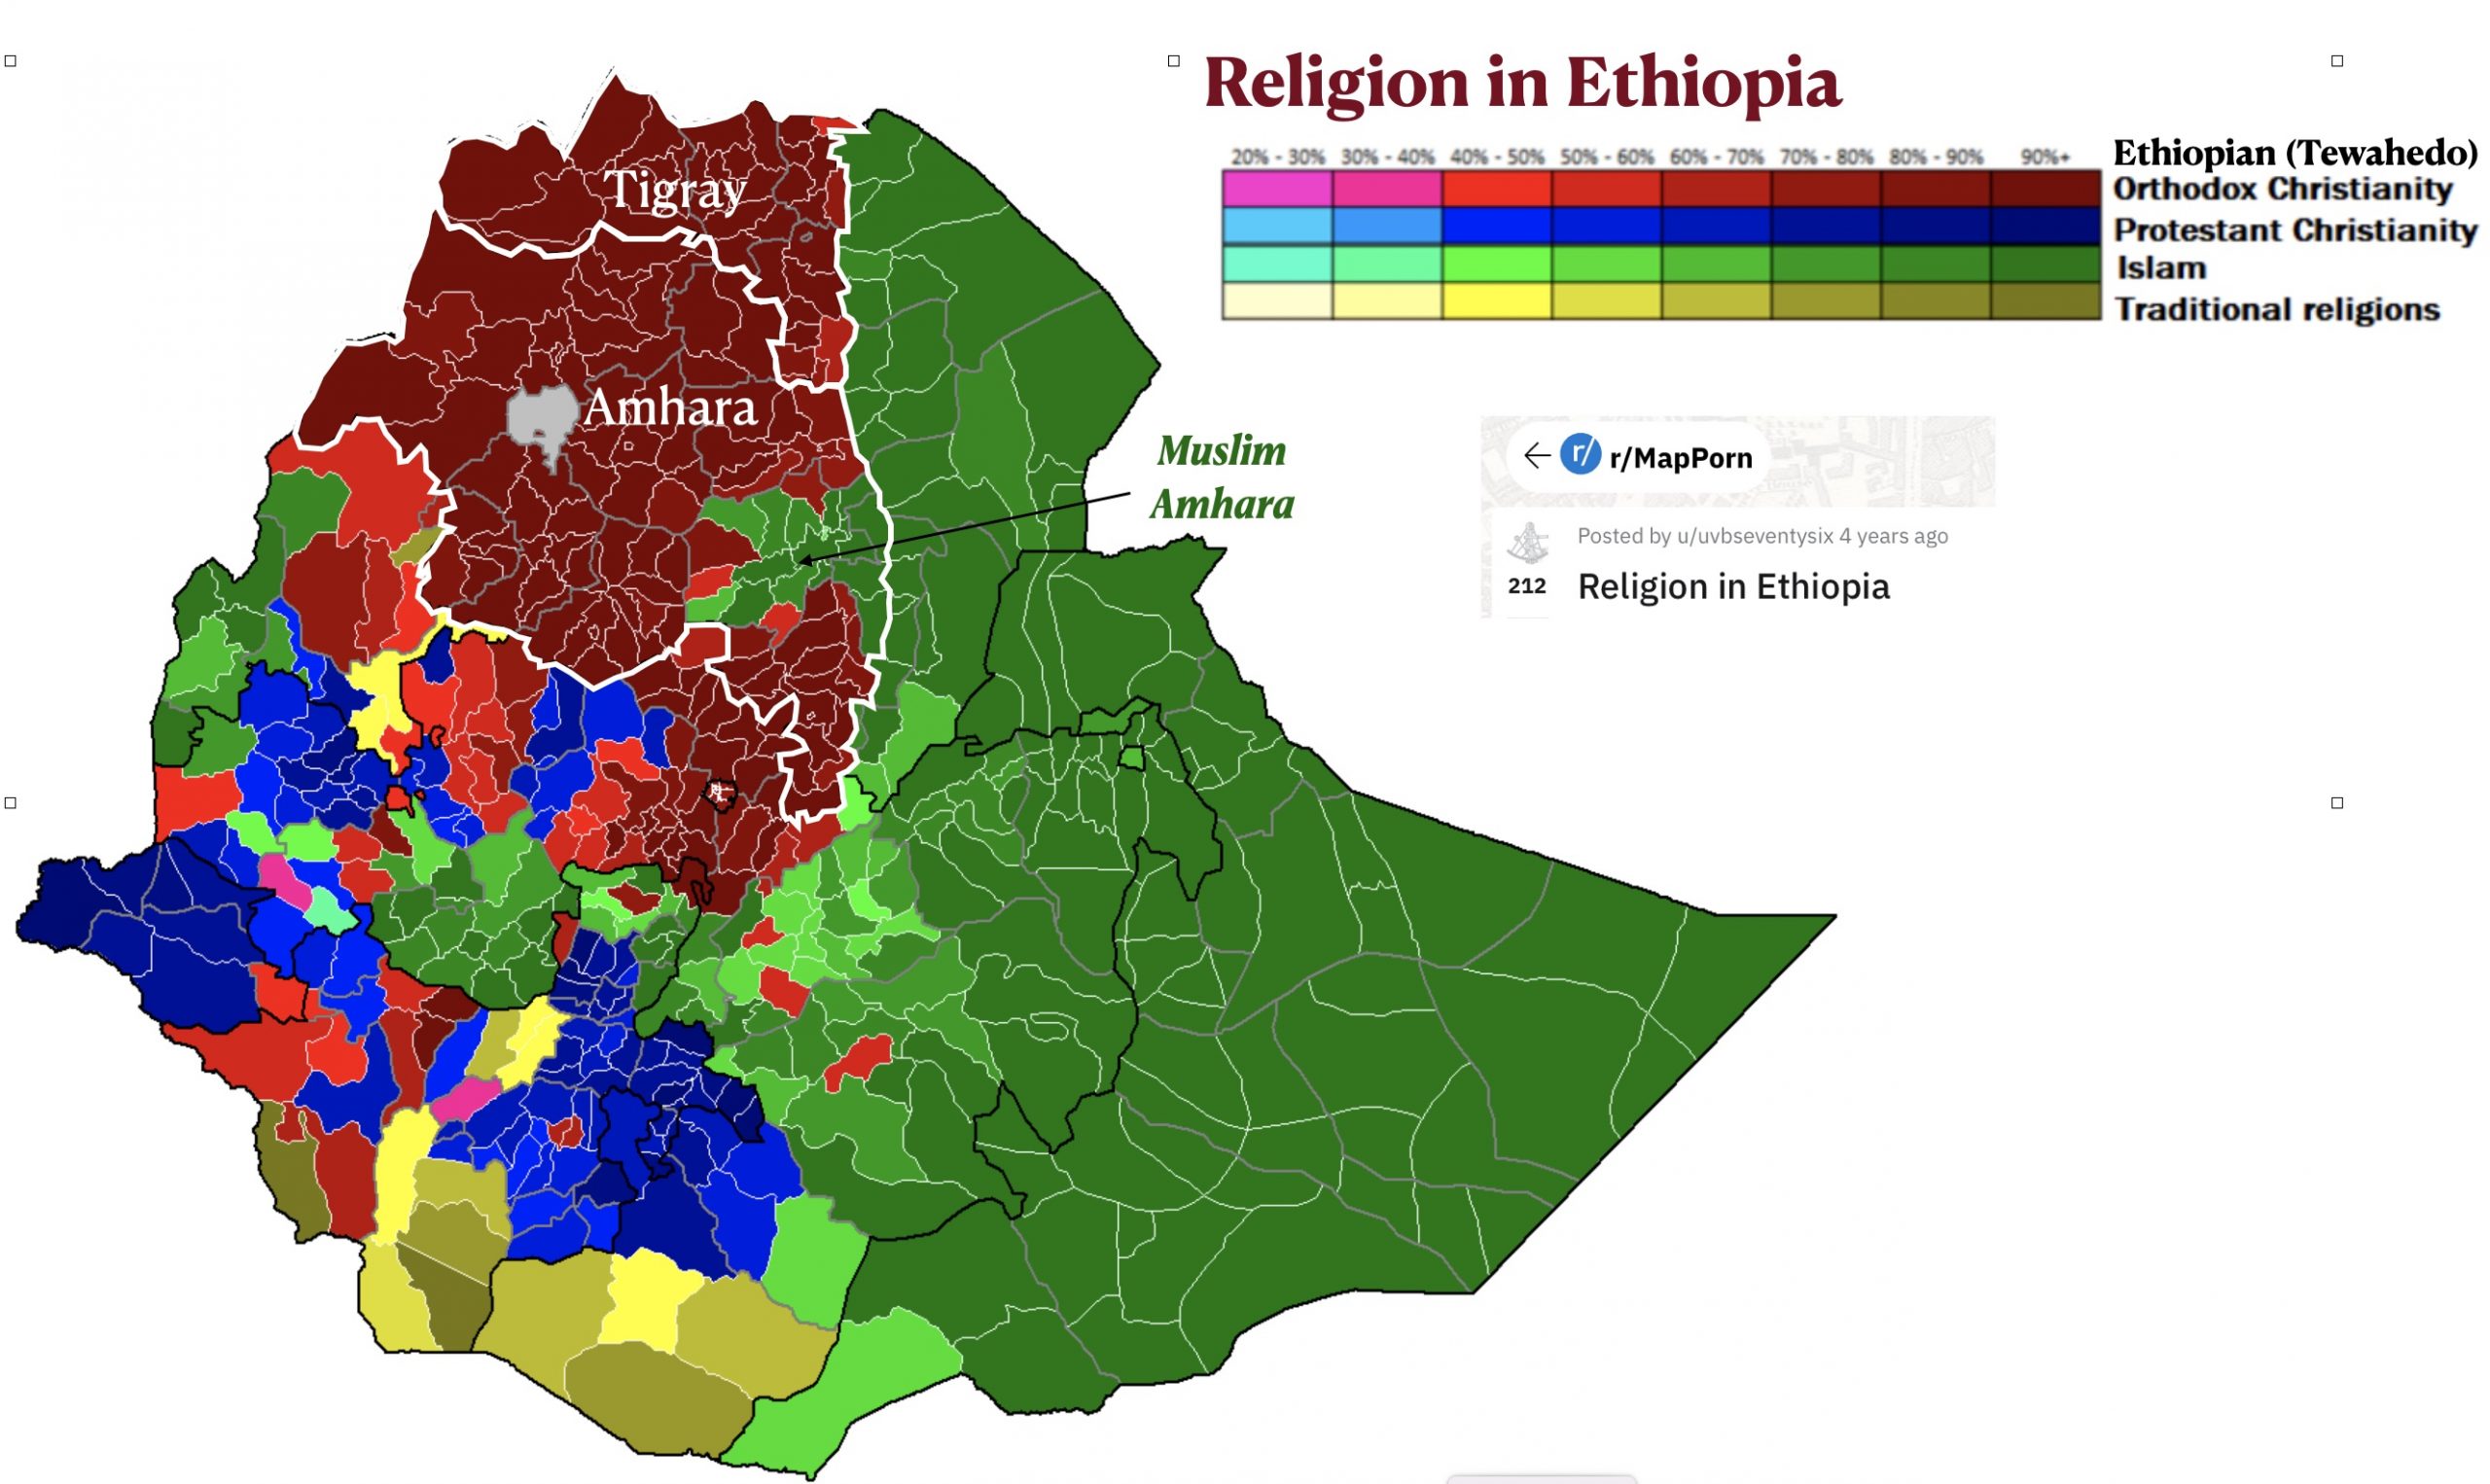 Religion in Ethiopia
20% - 30% 30% - 40% 40% - 50% 50% - 60% 60% - 70% 70% - 80% 80% - 90% 90%+
Ethiopian (Tewahedo)
Orthodox Christianity
Protestant Christianity
Islam
Traditional religions
Tigray
Amhara
Muslim
Amhara
r/ r/MapPorn
Posted by u/uvbseventysix 4 years ago
212 Religion in Ethiopia